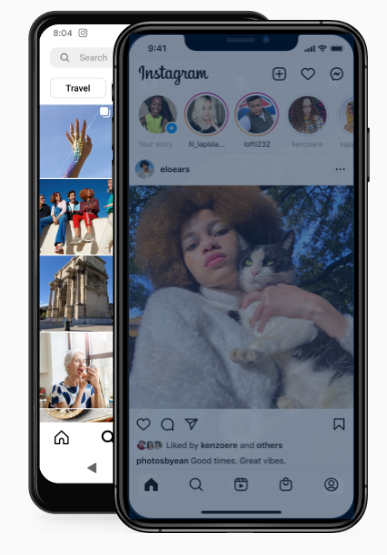 8:04
Search
Travel
9:41
Instagram
Your story
lil_lapisla...
lofti232
kenzoere
sapp
eloears
Liked by kenzoere and others
photosbyean Good times. Great vibes.